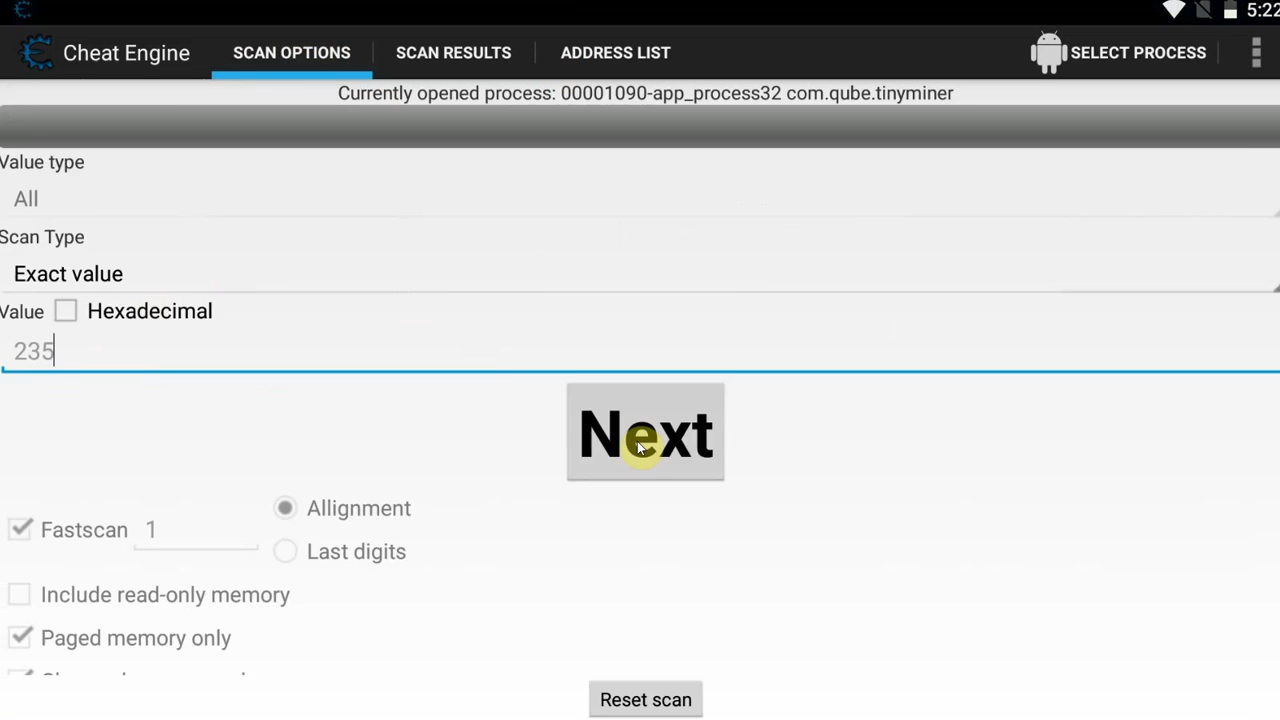 5:22
Cheat Engine
SCAN OPTIONS
SCAN RESULTS
ADDRESS LIST
SELECT PROCESS
Currently opened process: 00001090-app_process32 com.qube.tinyminer
Value type
All
Scan Type
Exact value
Value
Hexadecimal
235
Next
Fastscan 1
Allignment
Last digits
Include read-only memory
Paged memory only
Reset scan